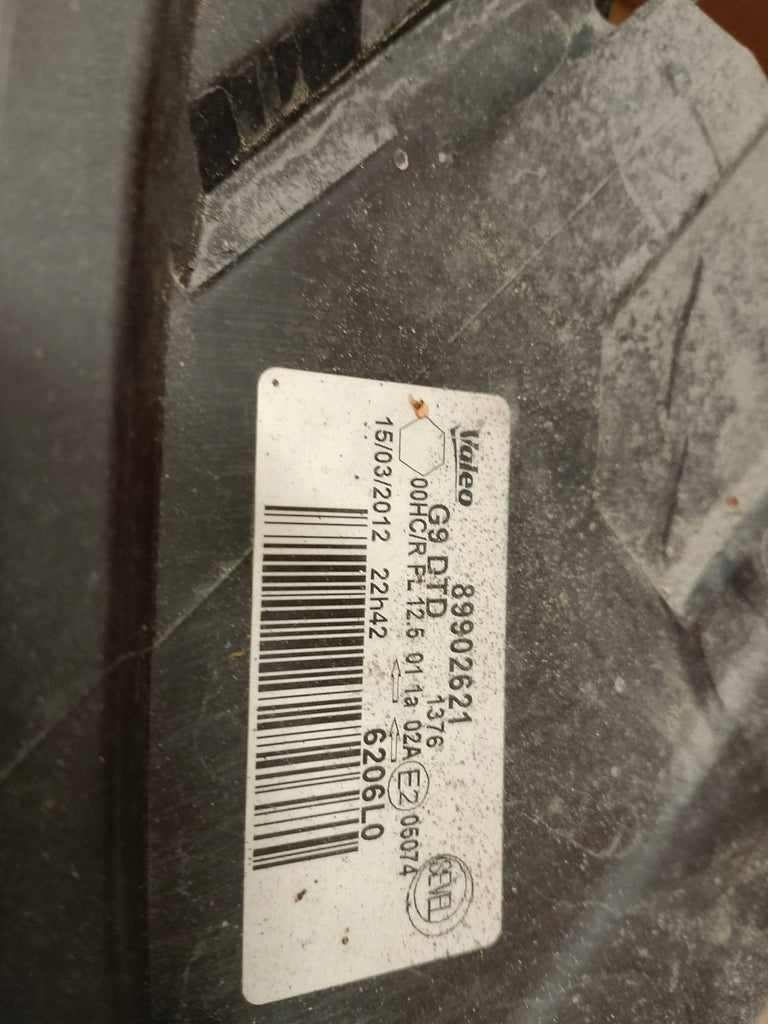 Valeo 89902621
G9 DTD 1376
00HC/R PL 12.5 01 1a 02A E2 05074
15/03/2012 22h42 6206L0
SEVEL